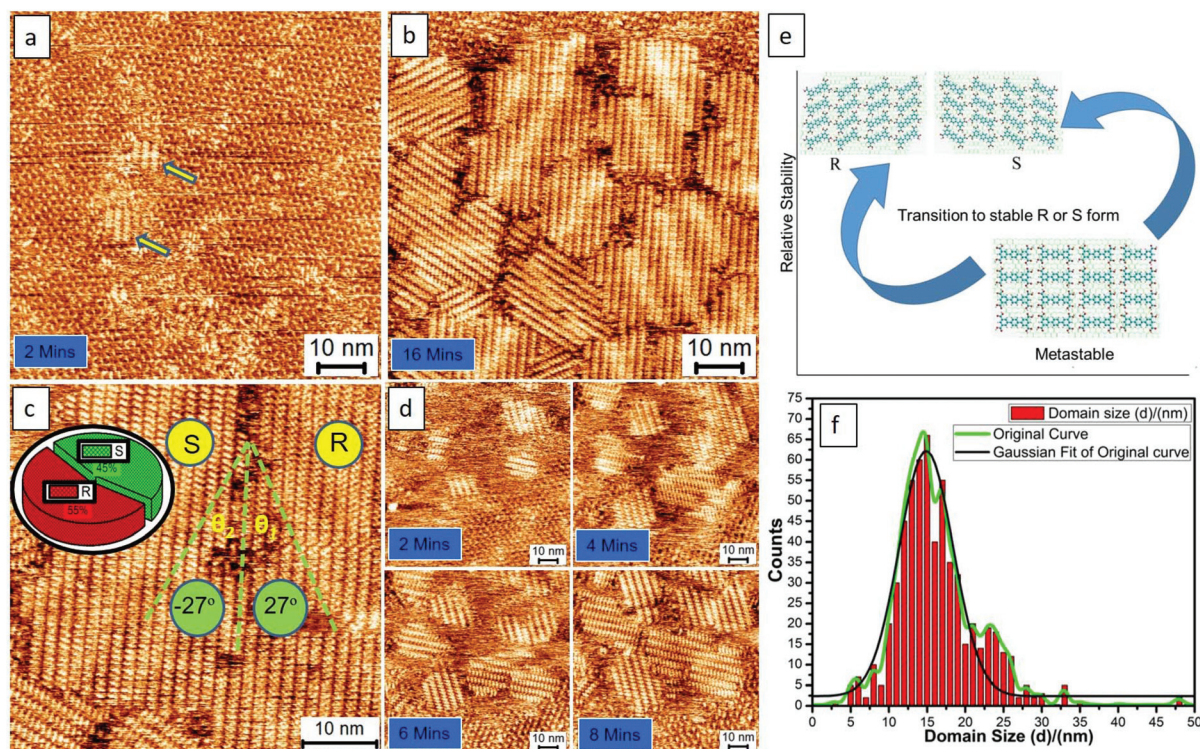 a
2 Mins
10 nm
b
16 Mins
10 nm
e
Relative Stability
R
S
Transition to stable R or S form
Metastable
c
S
R
S
45%
R
55%
θ2
θ1
-27°
27°
10 nm
d
2 Mins
10 nm
4 Mins
10 nm
6 Mins
10 nm
8 Mins
10 nm
f
Domain size (d)/(nm)
Original Curve
Gaussian Fit of Original curve
Counts
75
70
65
60
55
50
45
40
35
30
25
20
15
10
5
0
0 5 10 15 20 25 30 35 40 45 50
Domain Size (d)/(nm)